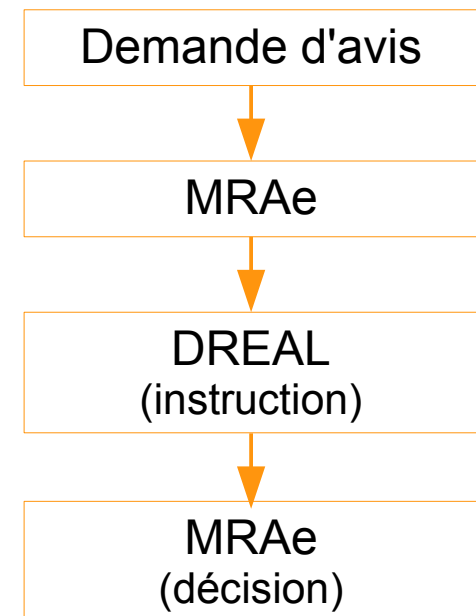 Demande d'avis
MRAe
DREAL
(instruction)
MRAe
(décision)